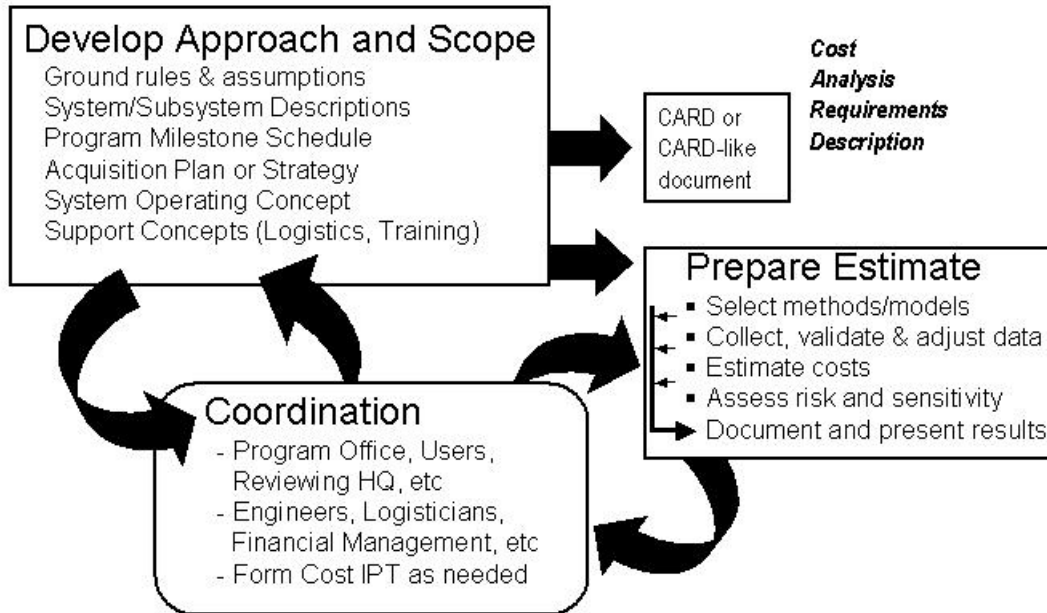 Develop Approach and Scope
Ground rules & assumptions
System/Subsystem Descriptions
Program Milestone Schedule
Acquisition Plan or Strategy
System Operating Concept
Support Concepts (Logistics, Training)
CARD or
CARD-like
document
Cost
Analysis
Requirements
Description
Prepare Estimate
▪ Select methods/models
▪ Collect, validate & adjust data
▪ Estimate costs
▪ Assess risk and sensitivity
Document and present results
Coordination
- Program Office, Users,
Reviewing HQ, etc
- Engineers, Logisticians,
Financial Management, etc
- Form Cost IPT as needed